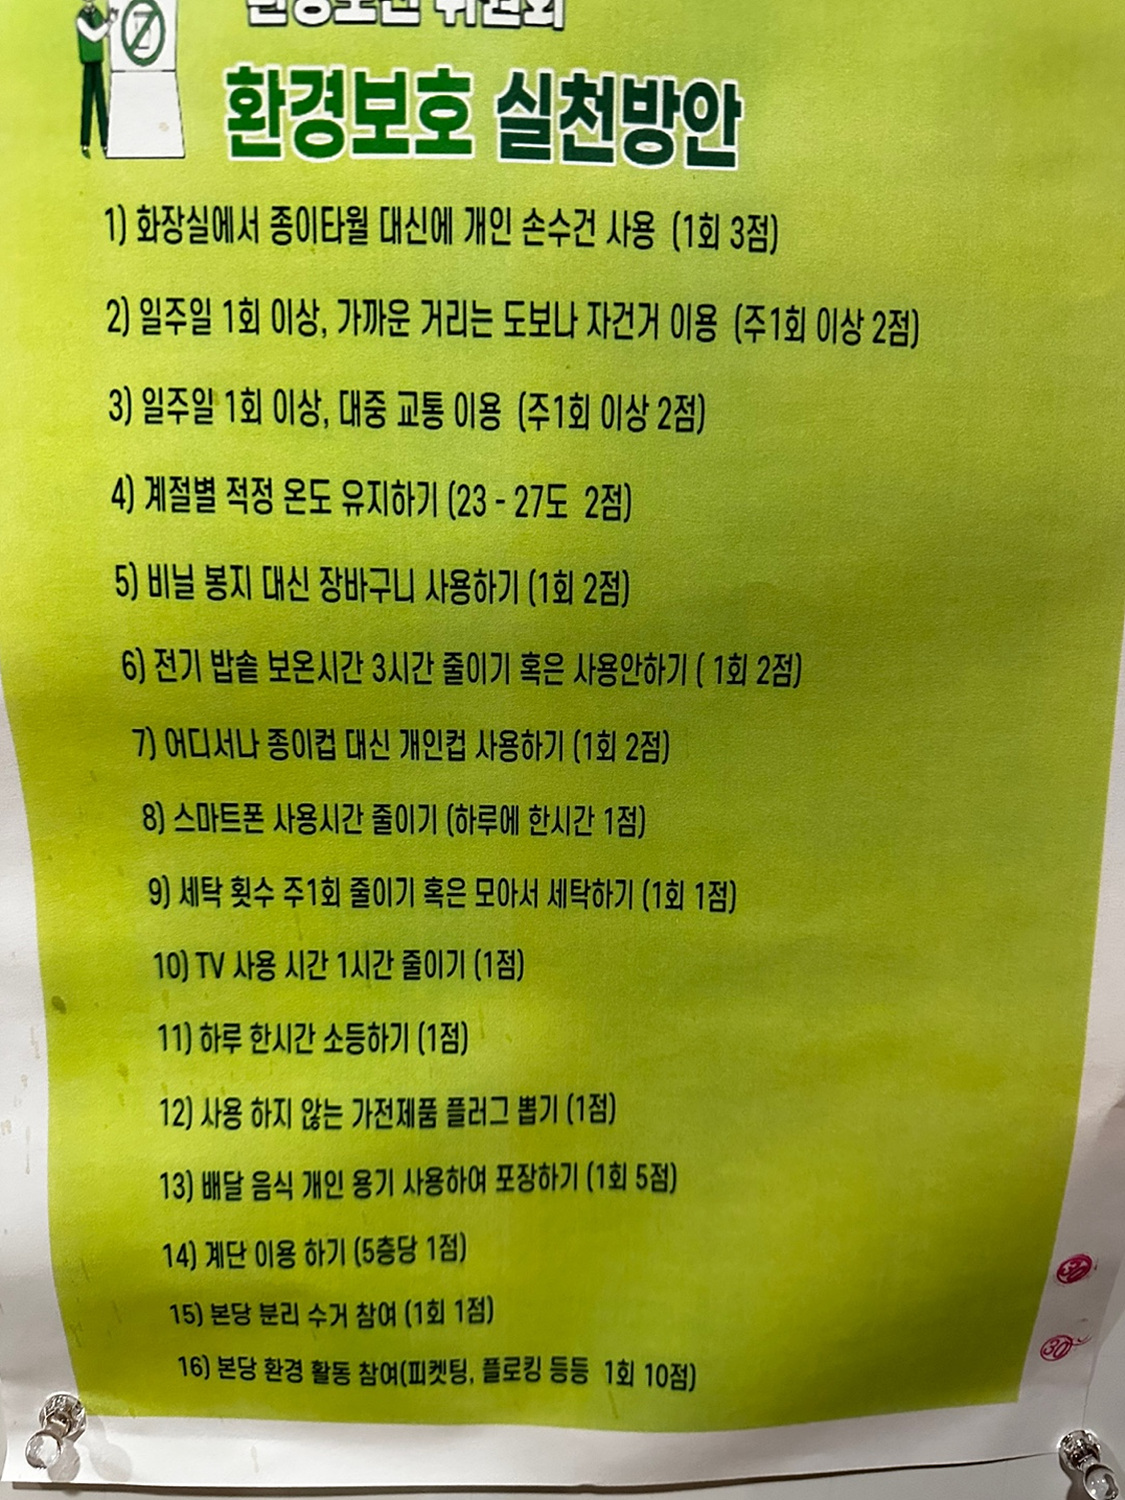 환경보호 실천방안
1) 화장실에서 종이타월 대신에 개인 손수건 사용 (1회 3점)
2) 일주일 1회 이상, 가까운 거리는 도보나 자건거 이용 (주1회 이상 2점)
3) 일주일 1회 이상, 대중 교통 이용 (주1회 이상 2점)
4) 계절별 적정 온도 유지하기 (23 - 27도 2점)
5) 비닐 봉지 대신 장바구니 사용하기 (1회 2점)
6) 전기 밥솥 보온시간 3시간 줄이기 혹은 사용안하기 ( 1회 2점)
7) 어디서나 종이컵 대신 개인컵 사용하기 (1회 2점)
8) 스마트폰 사용시간 줄이기 (하루에 한시간 1점)
9) 세탁 횟수 주1회 줄이기 혹은 모아서 세탁하기 (1회 1점)
10) TV 사용 시간 1시간 줄이기 (1점)
11) 하루 한시간 소등하기 (1점)
12) 사용 하지 않는 가전제품 플러그 뽑기 (1점)
13) 배달 음식 개인 용기 사용하여 포장하기 (1회 5점)
14) 계단 이용 하기 (5층당 1점)
15) 본당 분리 수거 참여 (1회 1점)
16) 본당 환경 활동 참여(피켓팅, 플로킹 등등 1회 10점)
30